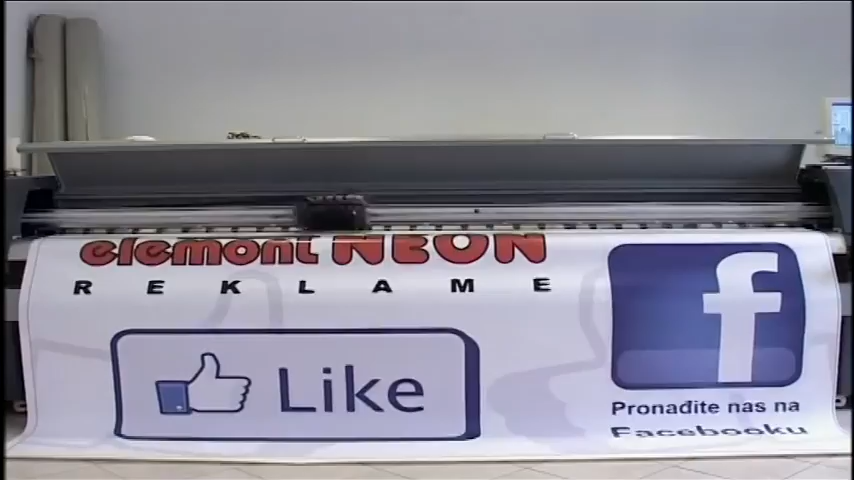 elemont NEON
REKLAME
Like
f
Pronađite nas na
Facebooku